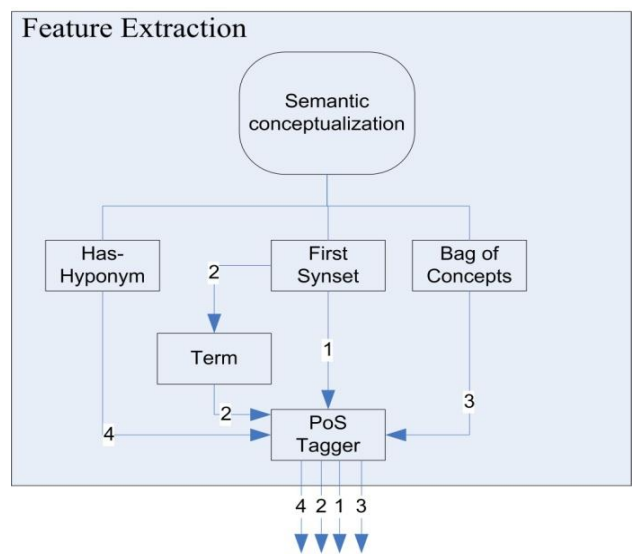 Feature Extraction
Semantic
conceptualization
Has-
Hyponym
First
Synset
Bag of
Concepts
2
Term
1
2
3
4
PoS
Tagger
4 2 1 3